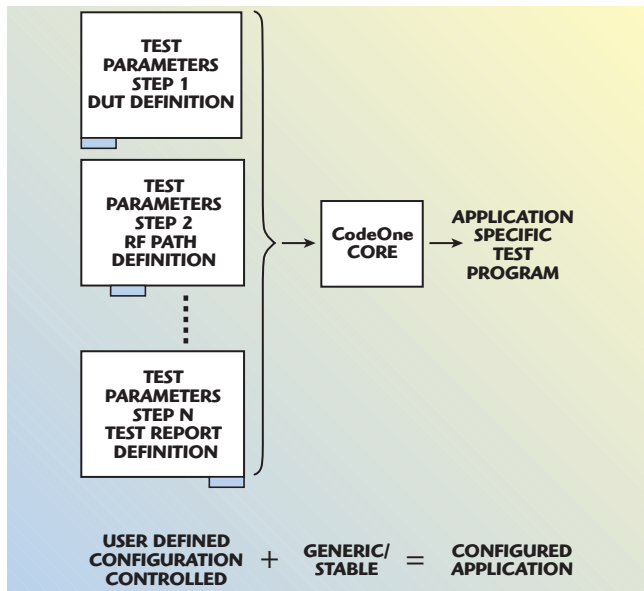 TEST
PARAMETERS
STEP 1
DUT DEFINITION
TEST
PARAMETERS
STEP 2
RF PATH
DEFINITION
TEST
PARAMETERS
STEP N
TEST REPORT
DEFINITION
CodeOne
CORE
APPLICATION
SPECIFIC
TEST
PROGRAM
USER DEFINED
CONFIGURATION
CONTROLLED
+
GENERIC/
STABLE
=
CONFIGURED
APPLICATION